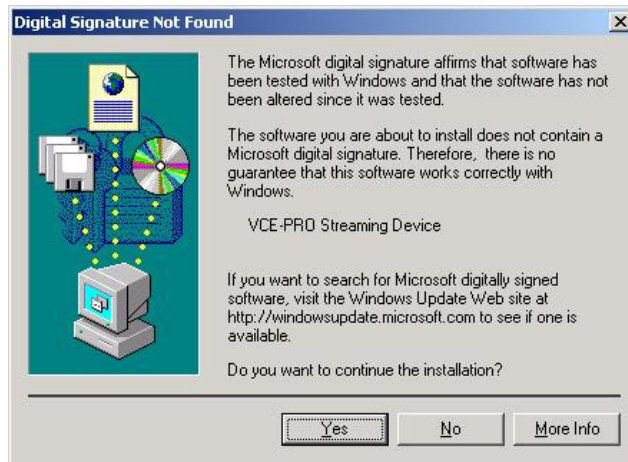 Digital Signature Not Found
The Microsoft digital signature affirms that software has
been tested with Windows and that the software has not
been altered since it was tested.
The software you are about to install does not contain a
Microsoft digital signature. Therefore, there is no
guarantee that this software works correctly with
Windows.
VCE-PRO Streaming Device
If you want to search for Microsoft digitally signed
software, visit the Windows Update Web site at
http://windowsupdate.microsoft.com to see if one is
available.
Do you want to continue the installation?
Yes No More Info